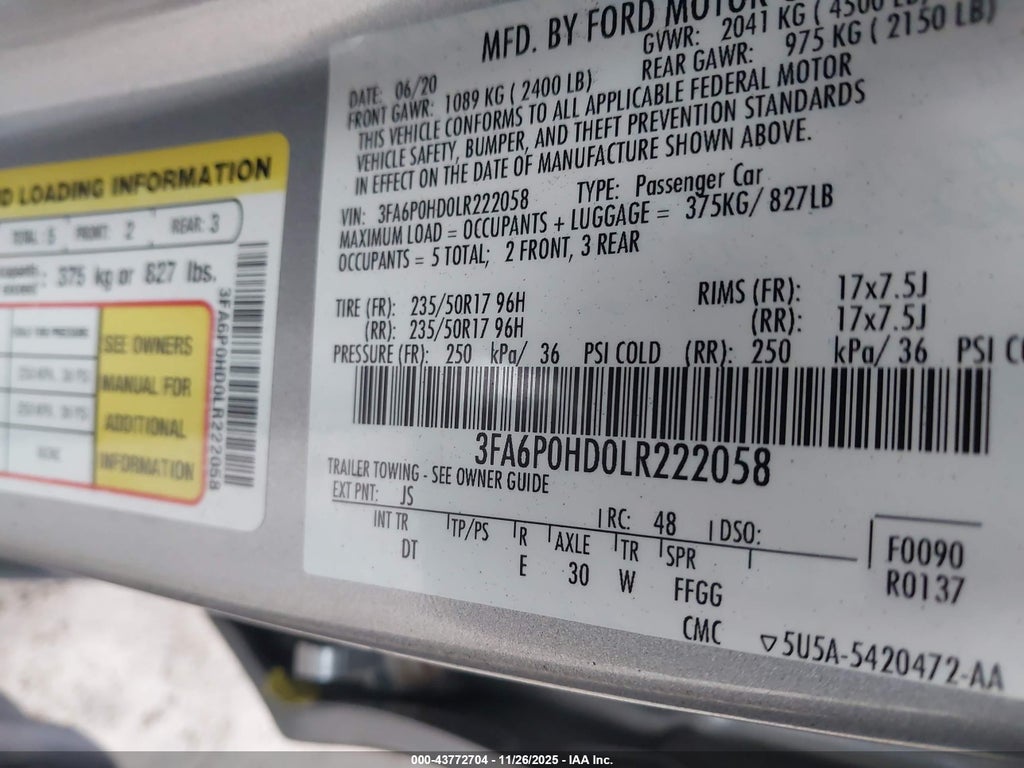 MFD. BY FORD MOTOR
DATE: 06/20 GVWR: 2041 KG ( 4500 LB)
FRONT GAWR: 1089 KG ( 2400 LB) REAR GAWR: 975 KG ( 2150 LB)
THIS VEHICLE CONFORMS TO ALL APPLICABLE FEDERAL MOTOR
VEHICLE SAFETY, BUMPER, AND THEFT PREVENTION STANDARDS
IN EFFECT ON THE DATE OF MANUFACTURE SHOWN ABOVE.
VIN: 3FA6P0HD0LR222058 TYPE: Passenger Car
MAXIMUM LOAD = OCCUPANTS + LUGGAGE = 375KG/ 827LB
OCCUPANTS = 5 TOTAL; 2 FRONT, 3 REAR
TIRE (FR): 235/50R17 96H RIMS (FR): 17x7.5J
(RR): 235/50R17 96H (RR): 17x7.5J
PRESSURE (FR): 250 kPa/ 36 PSI COLD (RR): 250 kPa/ 36 PSI
3FA6P0HD0LR222058
TRAILER TOWING - SEE OWNER GUIDE
EXT PNT: JS RC: 48 DSO:
INT TR TP/PS R AXLE TR SPR
DT E 30 W FFGG
CMC
F0090
R0137
▽5U5A-5420472-AA
LOADING INFORMATION
TOTAL : 5 FRONT : 2 REAR: 3
375 kg or 827 lbs.
SEE OWNERS
MANUAL FOR
ADDITIONAL
INFORMATION
NONE
3FA6P0HD0LR222058
000-43772704 - 11/26/2025 - IAA Inc.